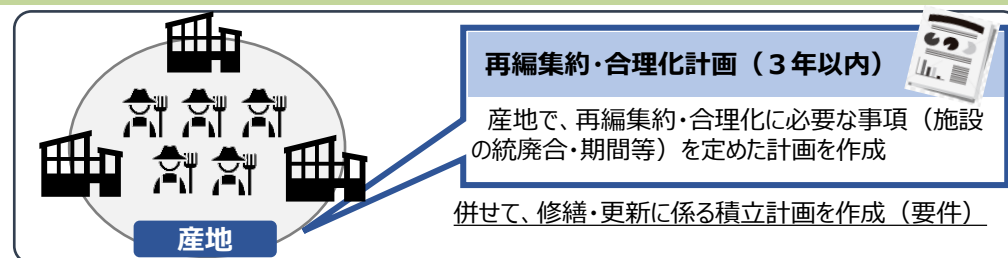 再編集約・合理化計画（３年以内）
産地で、再編集約・合理化に必要な事項（施設
の統廃合・期間等）を定めた計画を作成
併せて、修繕・更新に係る積立計画を作成（要件）
産地